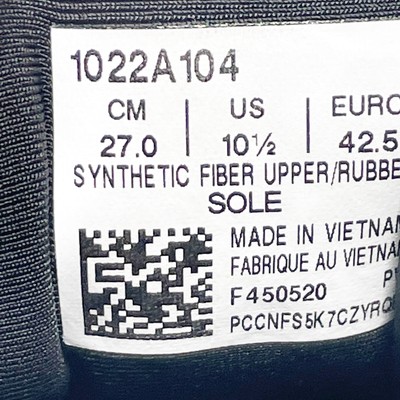 1022A104
CM | US | EURO
27.0 | 10½ | 42.5
SYNTHETIC FIBER UPPER/RUBBE
SOLE
MADE IN VIETNAM
FABRIQUE AU VIETNA
F450520
PCCNFS5K7CZYRQ